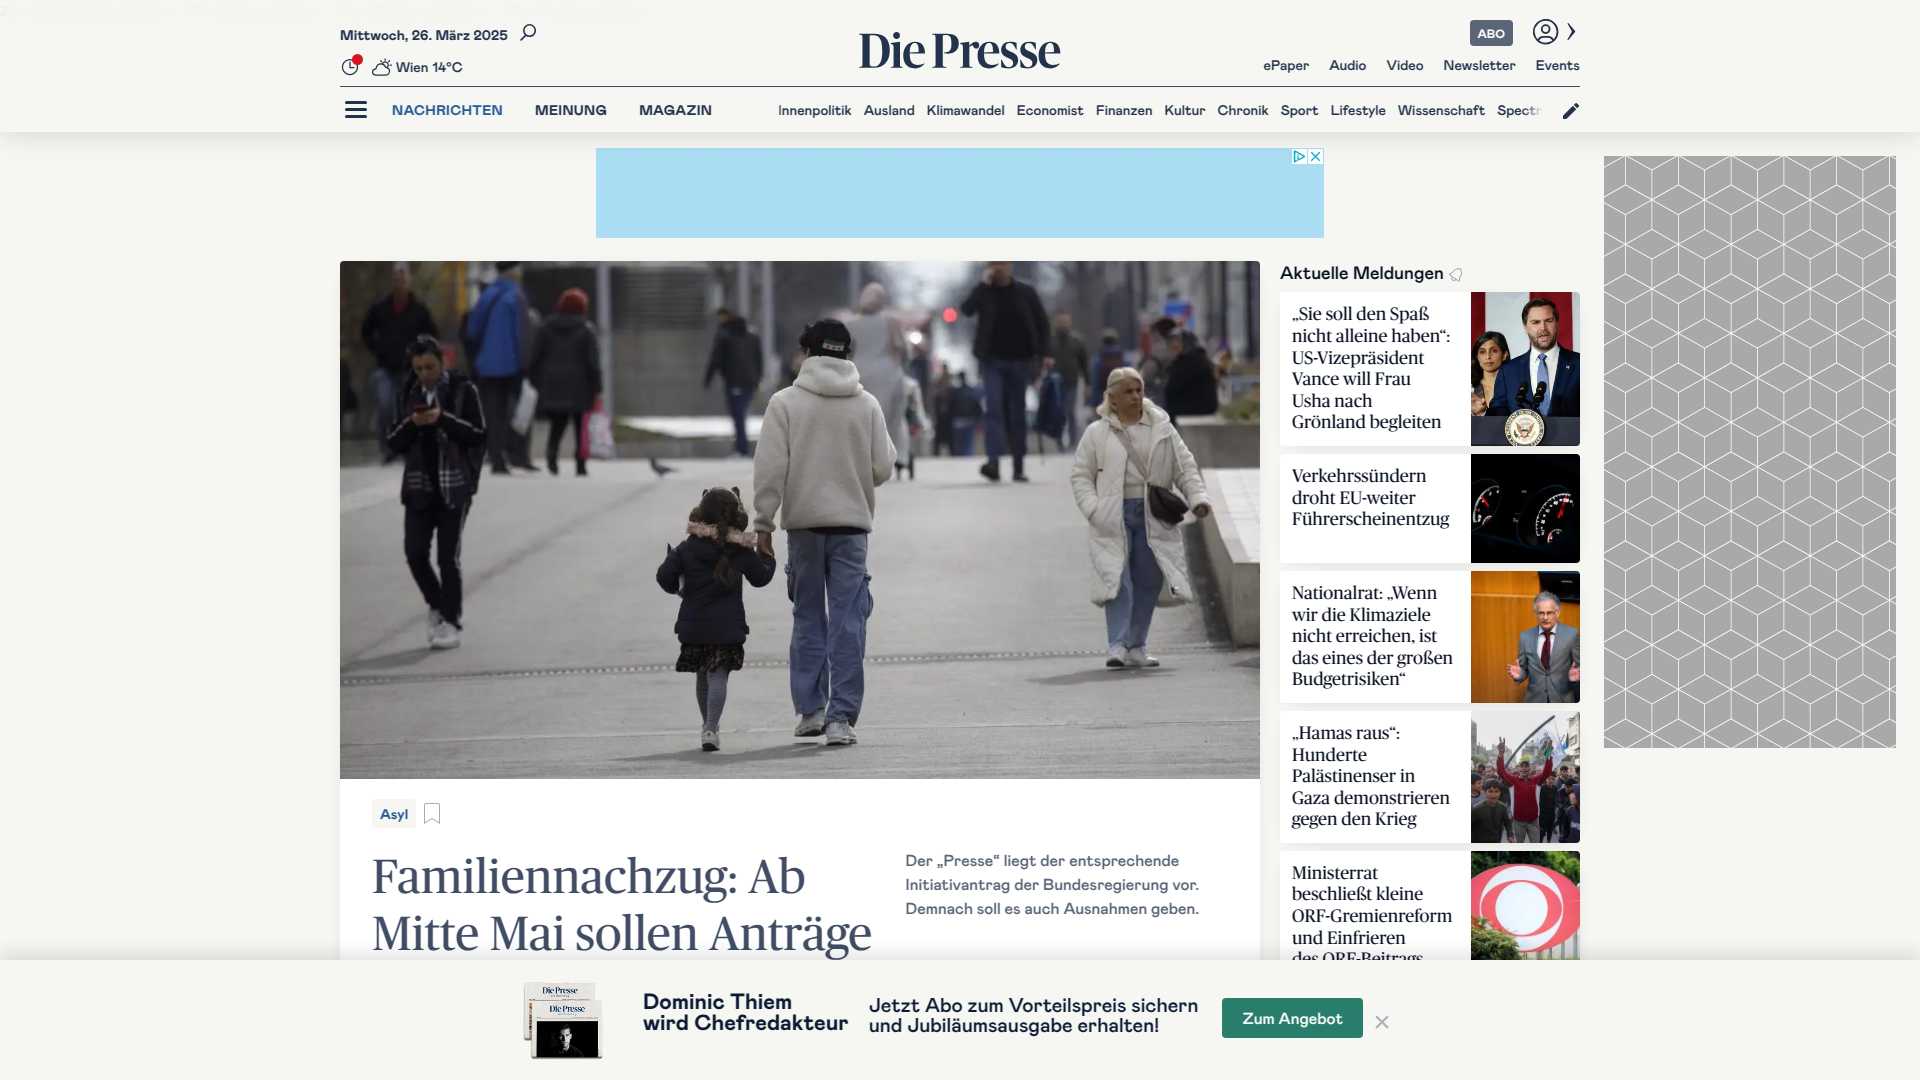 Mittwoch, 26. März 2025
Wien 14°C
Die Presse
ABO
ePaper Audio Video Newsletter Events
NACHRICHTEN MEINUNG MAGAZIN
Innenpolitik Ausland Klimawandel Economist Finanzen Kultur Chronik Sport Lifestyle Wissenschaft Spectr
Aktuelle Meldungen
„Sie soll den Spaß
nicht alleine haben“:
US-Vizepräsident
Vance will Frau
Usha nach
Grönland begleiten
Verkehrssündern
droht EU-weiter
Führerscheinentzug
Nationalrat: „Wenn
wir die Klimaziele
nicht erreichen, ist
das eines der großen
Budgetrisiken“
„Hamas raus“:
Hunderte
Palästinenser in
Gaza demonstrieren
gegen den Krieg
Ministerrat
beschließt kleine
ORF-Gremienreform
und Einfrieren
des ORF-Beitrags
Asyl
Familiennachzug: Ab
Mitte Mai sollen Anträge
Der „Presse“ liegt der entsprechende
Initiativantrag der Bundesregierung vor.
Demnach soll es auch Ausnahmen geben.
Die Presse
Die Presse
Dominic Thiem
wird Chefredakteur
Jetzt Abo zum Vorteilspreis sichern
und Jubiläumsausgabe erhalten!
Zum Angebot